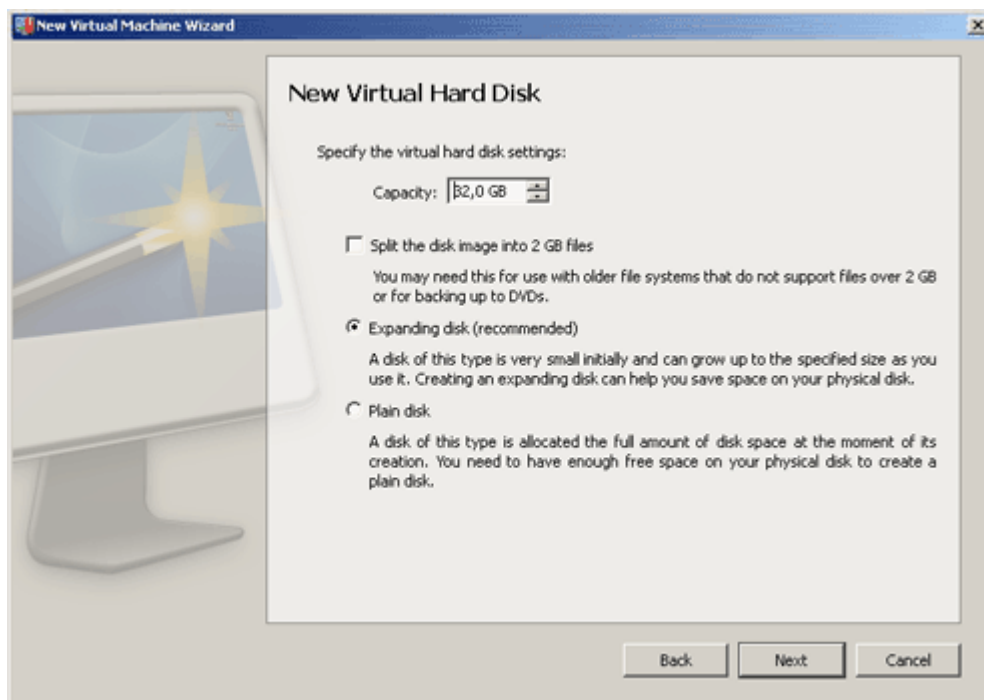 New Virtual Machine Wizard
New Virtual Hard Disk
Specify the virtual hard disk settings:
Capacity: 32,0 GB
Split the disk image into 2 GB files
You may need this for use with older file systems that do not support files over 2 GB
or for backing up to DVDs.
Expanding disk (recommended)
A disk of this type is very small initially and can grow up to the specified size as you
use it. Creating an expanding disk can help you save space on your physical disk.
Plain disk
A disk of this type is allocated the full amount of disk space at the moment of its
creation. You need to have enough free space on your physical disk to create a
plain disk.
Back Next Cancel